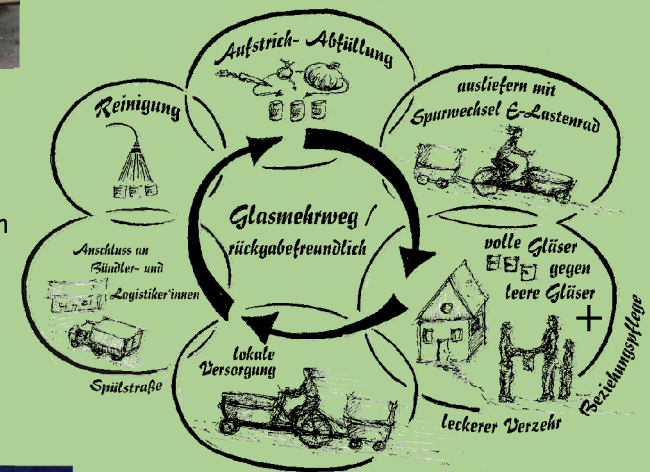 Aufstrich-Abfüllung
ausliefern mit
Spurwechsel E-Lastenrad
volle Gläser
gegen
leere Gläser
+
Beziehungspflege
leckerer Verzehr
lokale
Versorgung
Spülstraße
Anschluss an
Bündler- und
Logistiker*innen
Reinigung
Glasmehrweg /
rückgabefreundlich